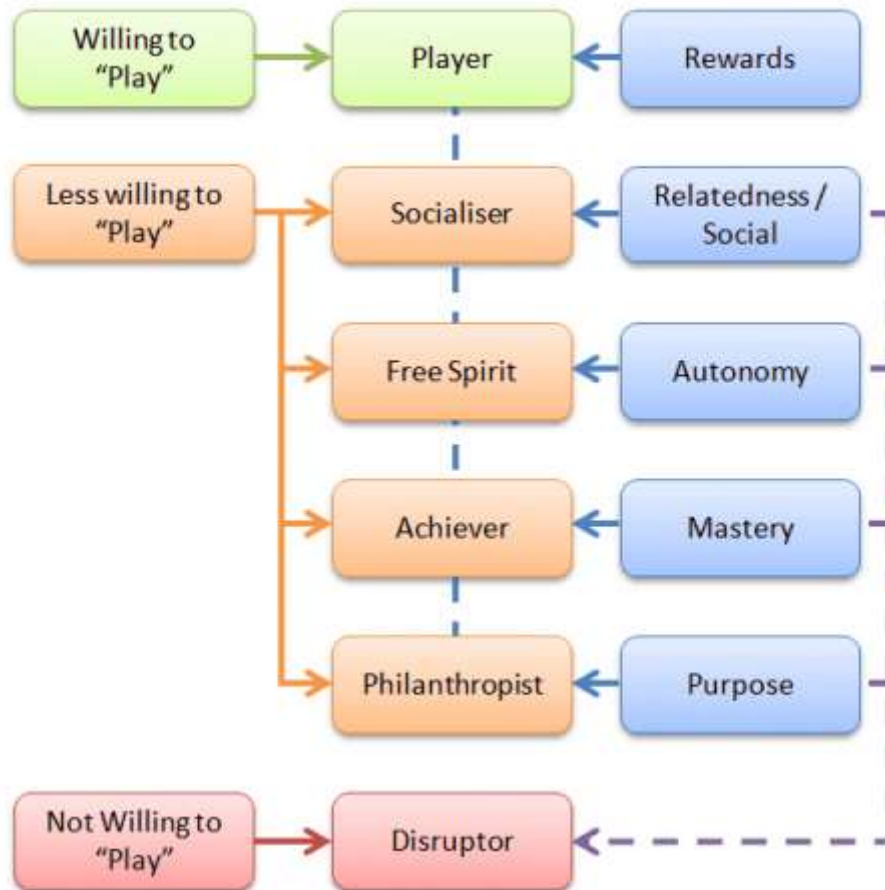 Willing to
“Play”
Player
Rewards
Less willing to
“Play”
Socialiser
Relatedness /
Social
Free Spirit
Autonomy
Achiever
Mastery
Philanthropist
Purpose
Not Willing to
“Play”
Disruptor